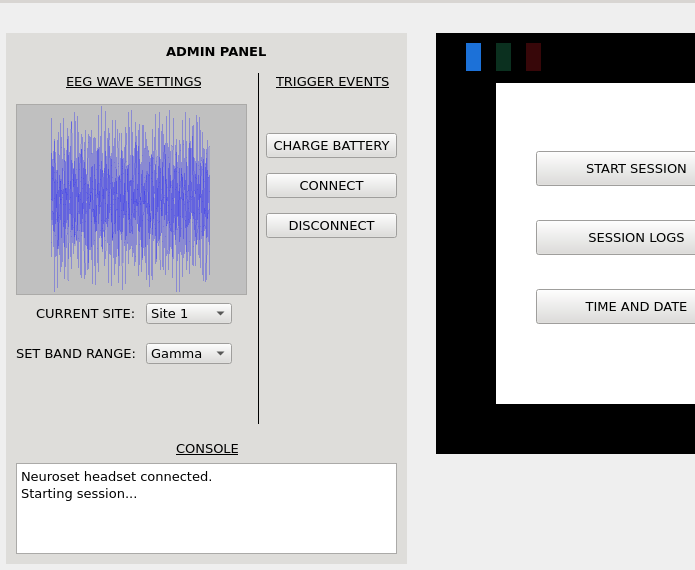 ADMIN PANEL
EEG WAVE SETTINGS
TRIGGER EVENTS
CHARGE BATTERY
CONNECT
DISCONNECT
CURRENT SITE: Site 1
SET BAND RANGE: Gamma
CONSOLE
Neuroset headset connected.
Starting session...
START SESSION
SESSION LOGS
TIME AND DATE